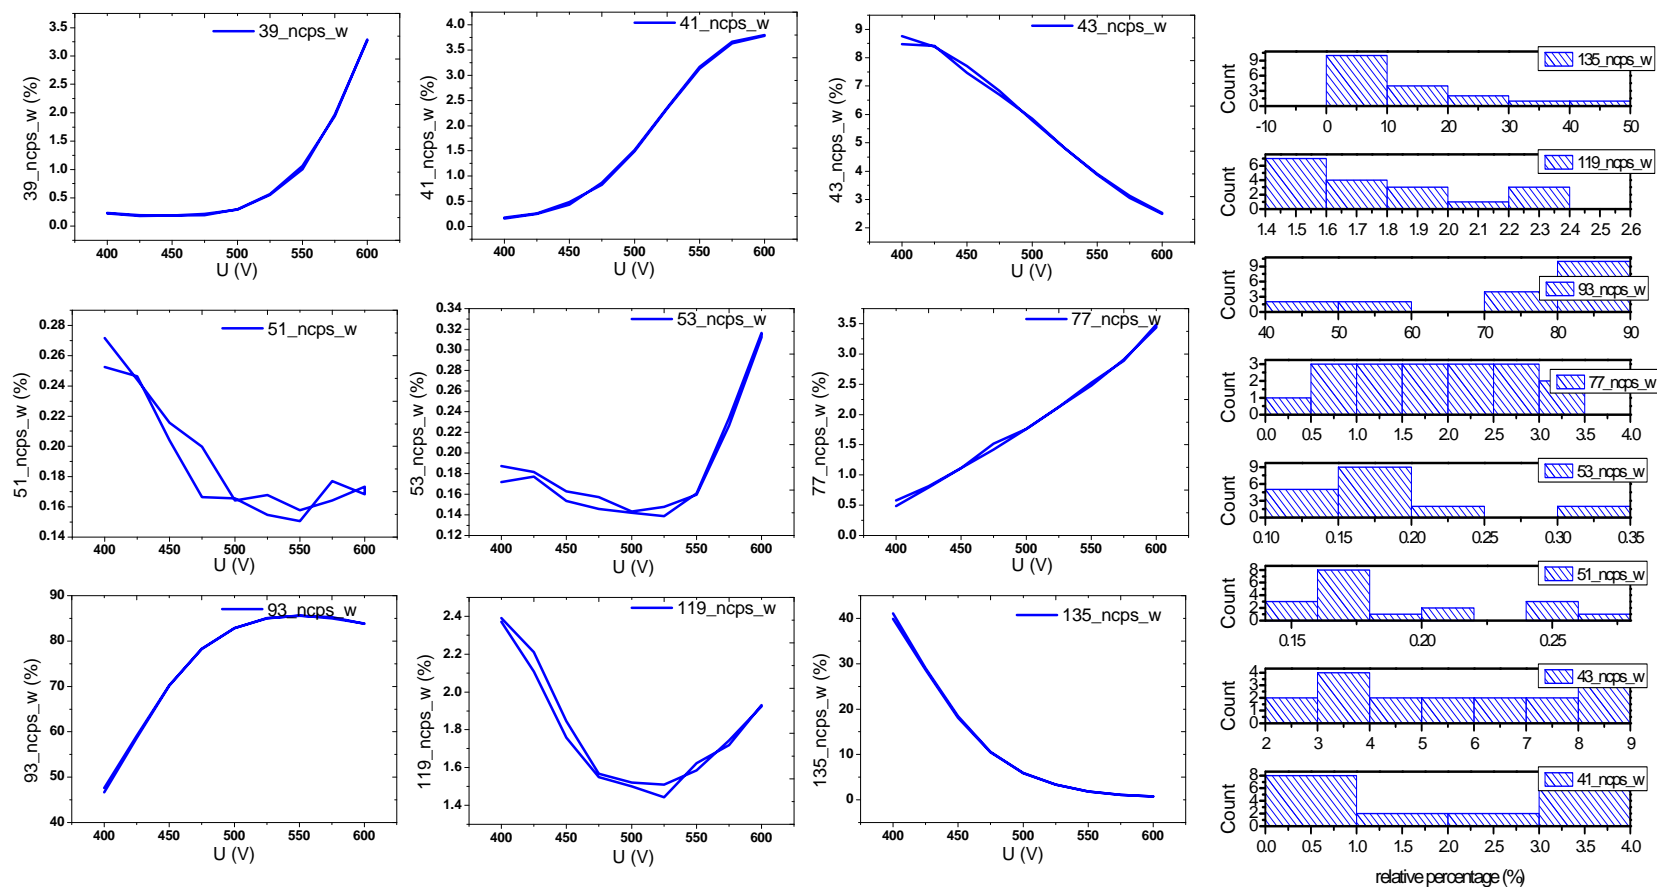 39_ncps_w
39_ncps_w (%)
3.5
3.0
2.5
2.0
1.5
1.0
0.5
0.0
400 450 500 550 600
U (V)
41_ncps_w
41_ncps_w (%)
4.0
3.5
3.0
2.5
2.0
1.5
1.0
0.5
0.0
400 450 500 550 600
U (V)
43_ncps_w
43_ncps_w (%)
9
8
7
6
5
4
3
2
400 450 500 550 600
U (V)
51_ncps_w
51_ncps_w (%)
0.28
0.26
0.24
0.22
0.20
0.18
0.16
0.14
400 450 500 550 600
U (V)
53_ncps_w
53_ncps_w (%)
0.34
0.32
0.30
0.28
0.26
0.24
0.22
0.20
0.18
0.16
0.14
0.12
400 450 500 550 600
U (V)
77_ncps_w
77_ncps_w (%)
3.5
3.0
2.5
2.0
1.5
1.0
0.5
0.0
400 450 500 550 600
U (V)
93_ncps_w
93_ncps_w (%)
90
80
70
60
50
40
400 450 500 550 600
U (V)
119_ncps_w
119_ncps_w (%)
2.4
2.2
2.0
1.8
1.6
1.4
400 450 500 550 600
U (V)
135_ncps_w
135_ncps_w (%)
40
30
20
10
0
400 450 500 550 600
U (V)
135_ncps_w
Count
9
6
3
0
-10 0 10 20 30 40 50
119_ncps_w
Count
6
4
2
0
1.4 1.5 1.6 1.7 1.8 1.9 2.0 2.1 2.2 2.3 2.4 2.5 2.6
93_ncps_w
Count
9
6
3
0
40 50 60 70 80 90
77_ncps_w
Count
3
2
1
0
0.0 0.5 1.0 1.5 2.0 2.5 3.0 3.5 4.0
53_ncps_w
Count
9
6
3
0
0.10 0.15 0.20 0.25 0.30 0.35
51_ncps_w
Count
8
6
4
2
0
0.15 0.20 0.25
43_ncps_w
Count
4
3
2
1
0
2 3 4 5 6 7 8 9
41_ncps_w
Count
8
6
4
2
0
0.0 0.5 1.0 1.5 2.0 2.5 3.0 3.5 4.0
relative percentage (%)